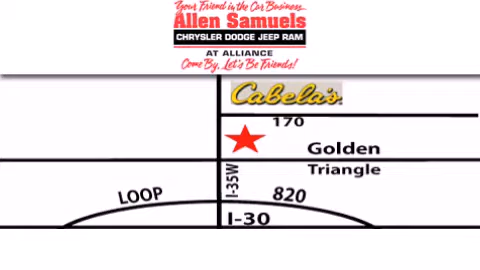 Your Friend in the Car Business...
Allen Samuels
CHRYSLER DODGE JEEP RAM
AT ALLIANCE
Come By, Let's Be Friends!
Cabela's
170
Golden
Triangle
I-35W
LOOP
820
I-30